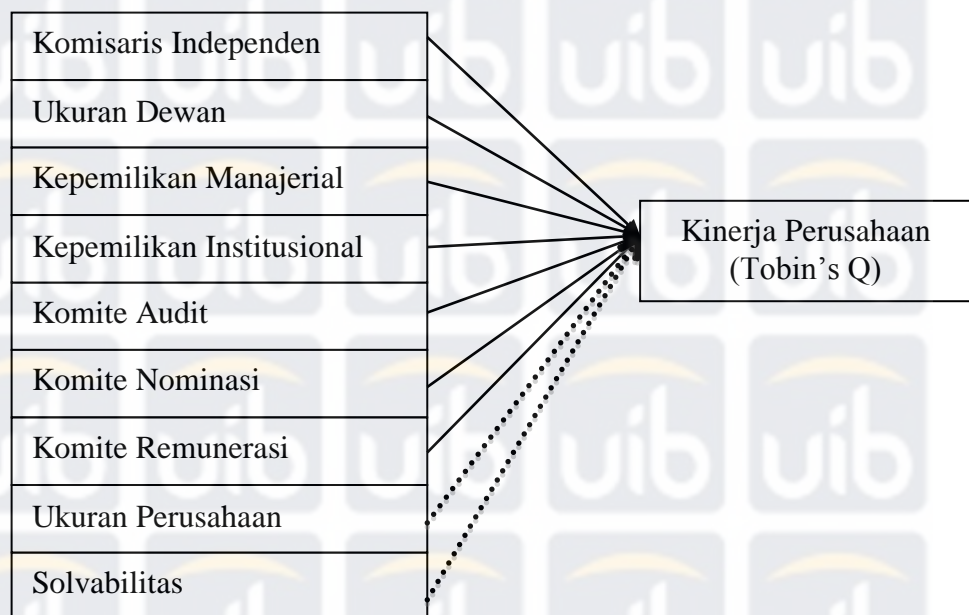 Komisaris Independen
Ukuran Dewan
Kepemilikan Manajerial
Kepemilikan Institusional
Komite Audit
Komite Nominasi
Komite Remunerasi
Ukuran Perusahaan
Solvabilitas
Kinerja Perusahaan
(Tobin’s Q)
uib